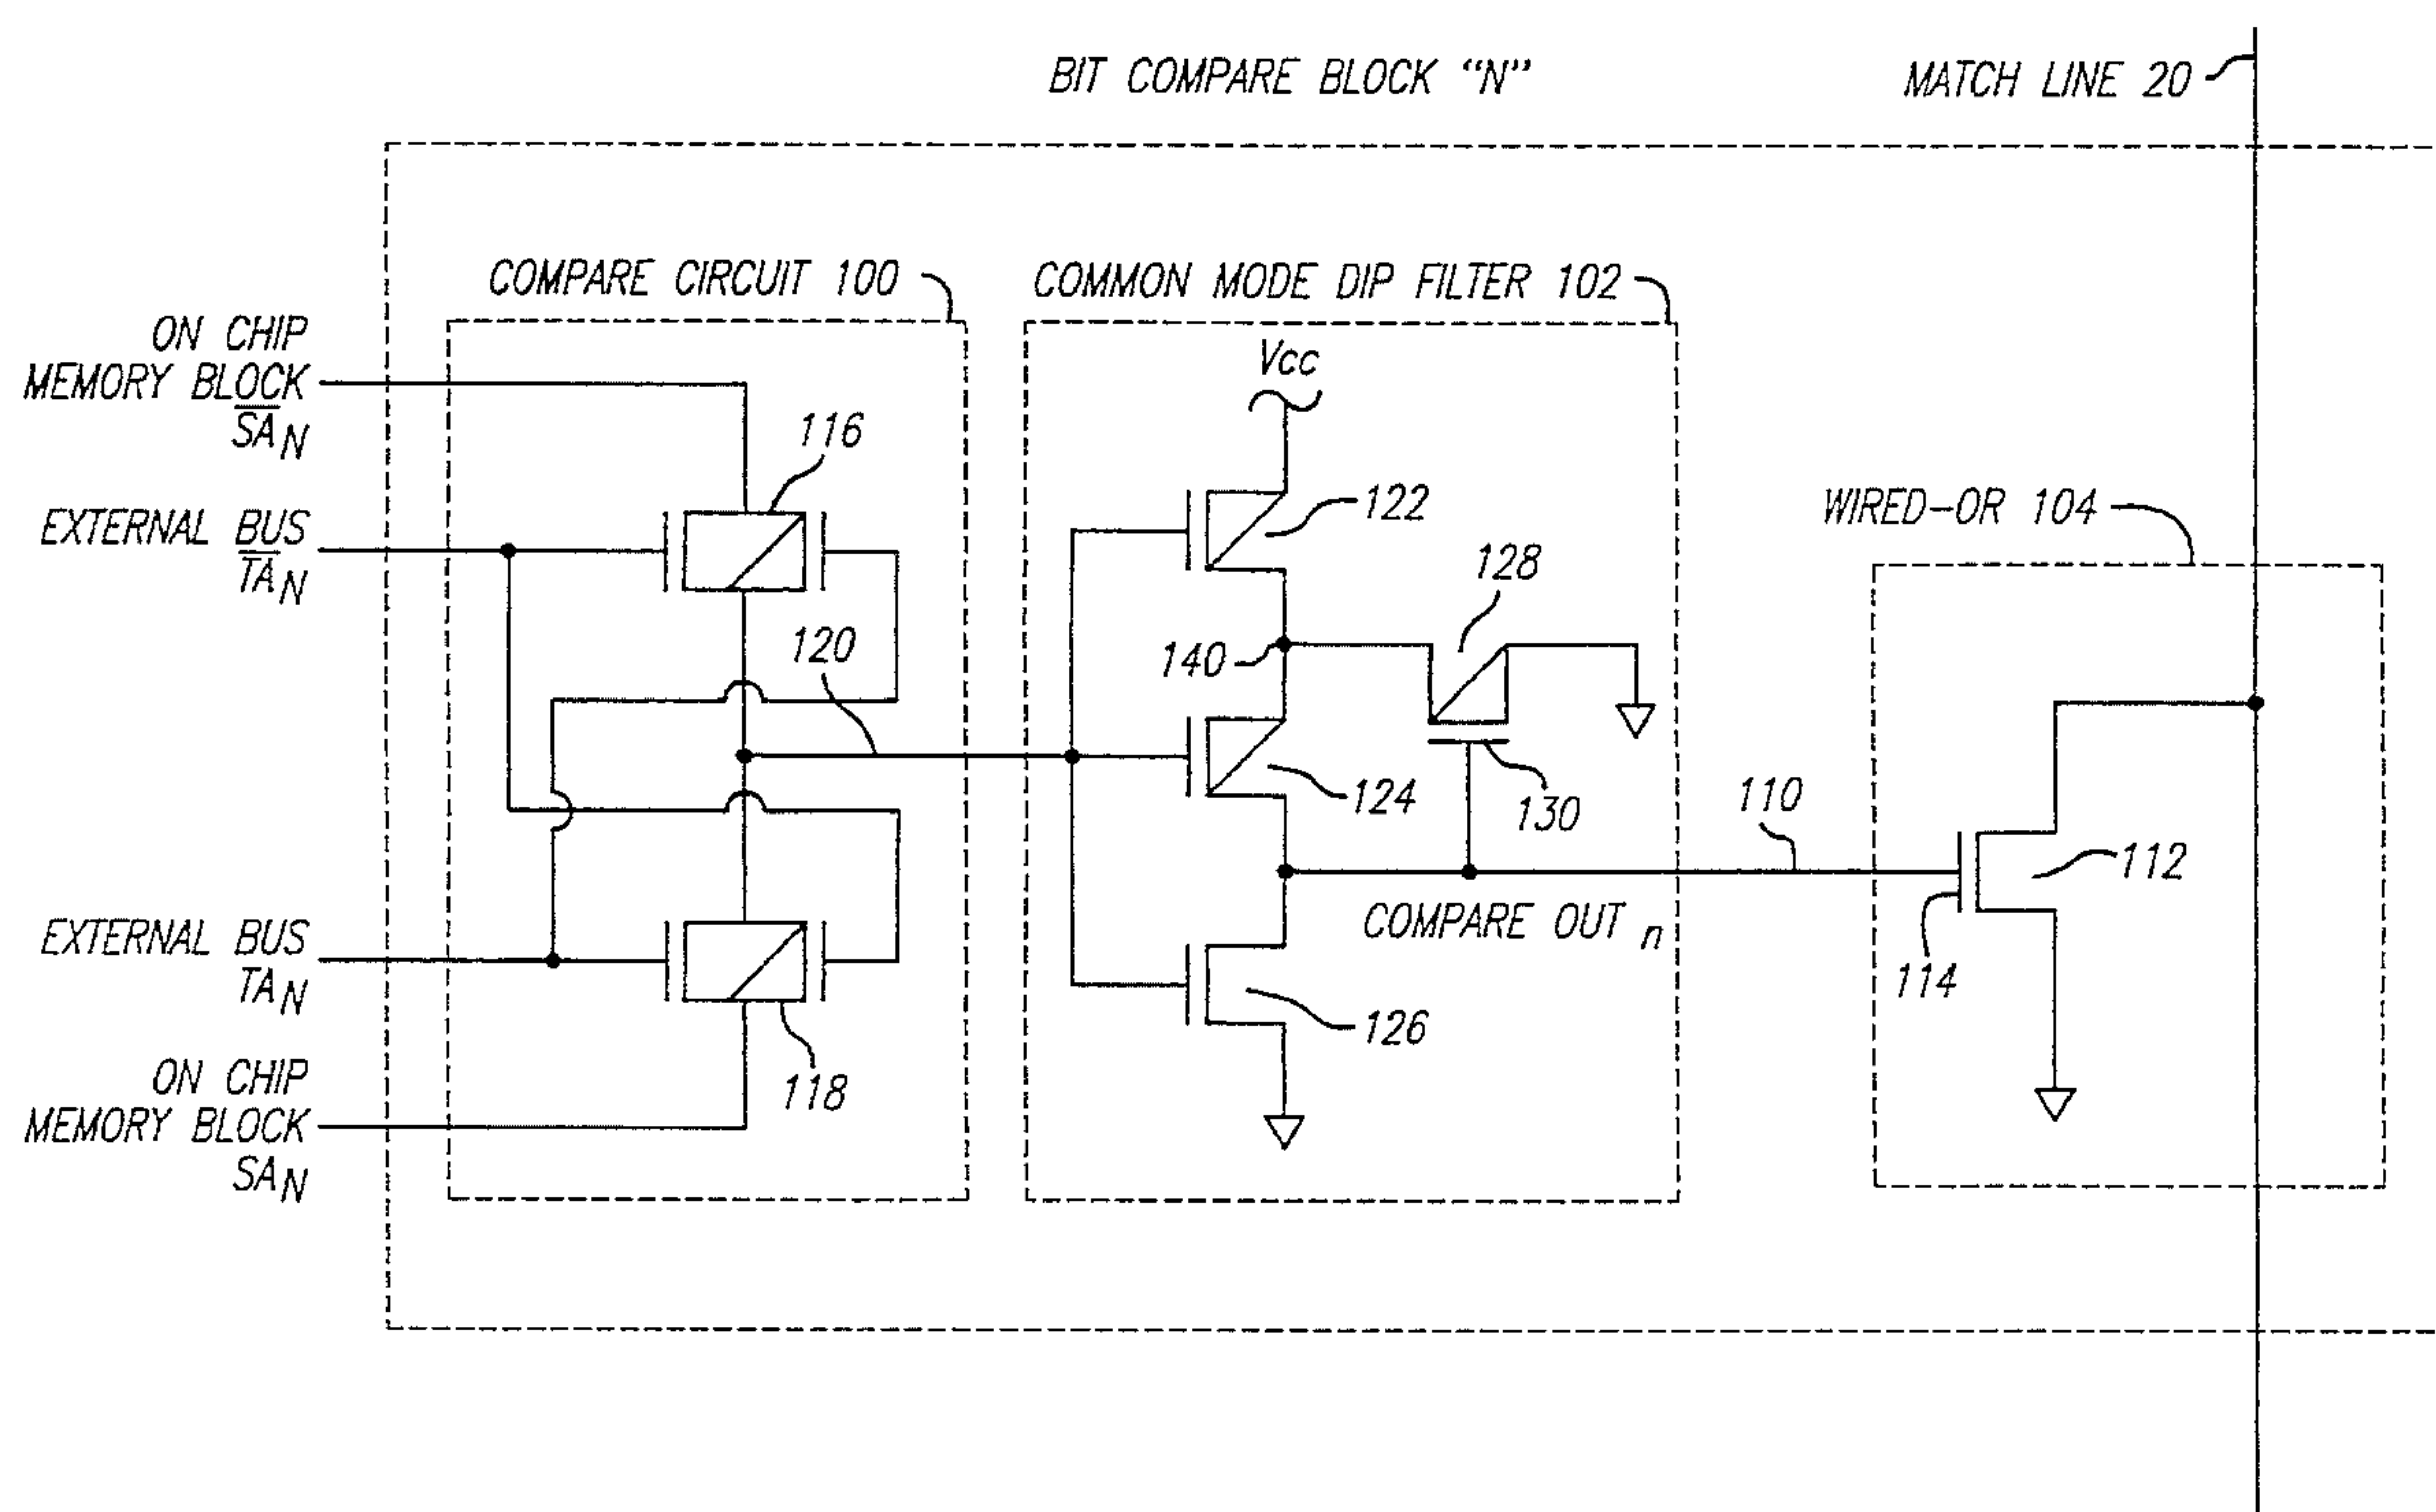 BIT COMPARE BLOCK “N”
MATCH LINE 20
COMPARE CIRCUIT 100
COMMON MODE DIP FILTER 102
ON CHIP
MEMORY BLOCK
S̅A̅N
Vcc
116
122
WIRED-OR 104
EXTERNAL BUS
T̅A̅N
128
120
140
124
130
110
112
COMPARE OUT n
EXTERNAL BUS
TAN
114
126
ON CHIP
MEMORY BLOCK
SAN
118